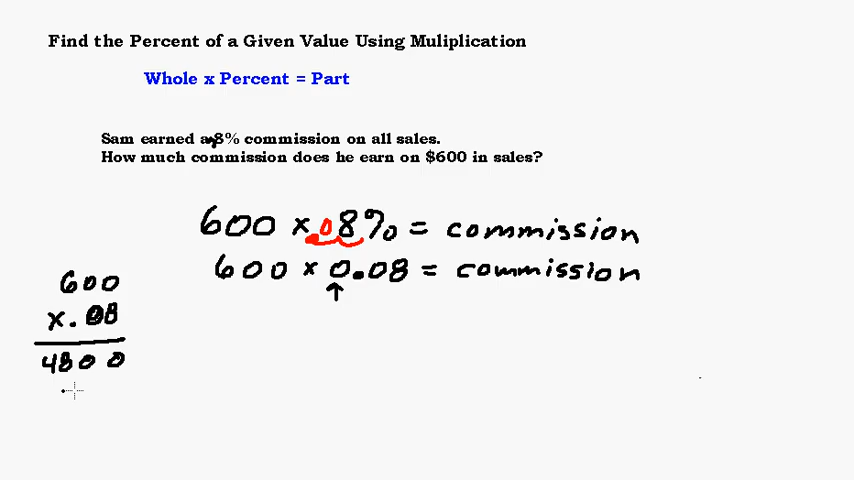 Find the Percent of a Given Value Using Muliplication
Whole x Percent = Part
Sam earned an 8% commission on all sales.
How much commission does he earn on $600 in sales?
600 x .08% = commission
600 x 0.08 = commission
600
x .08
4800